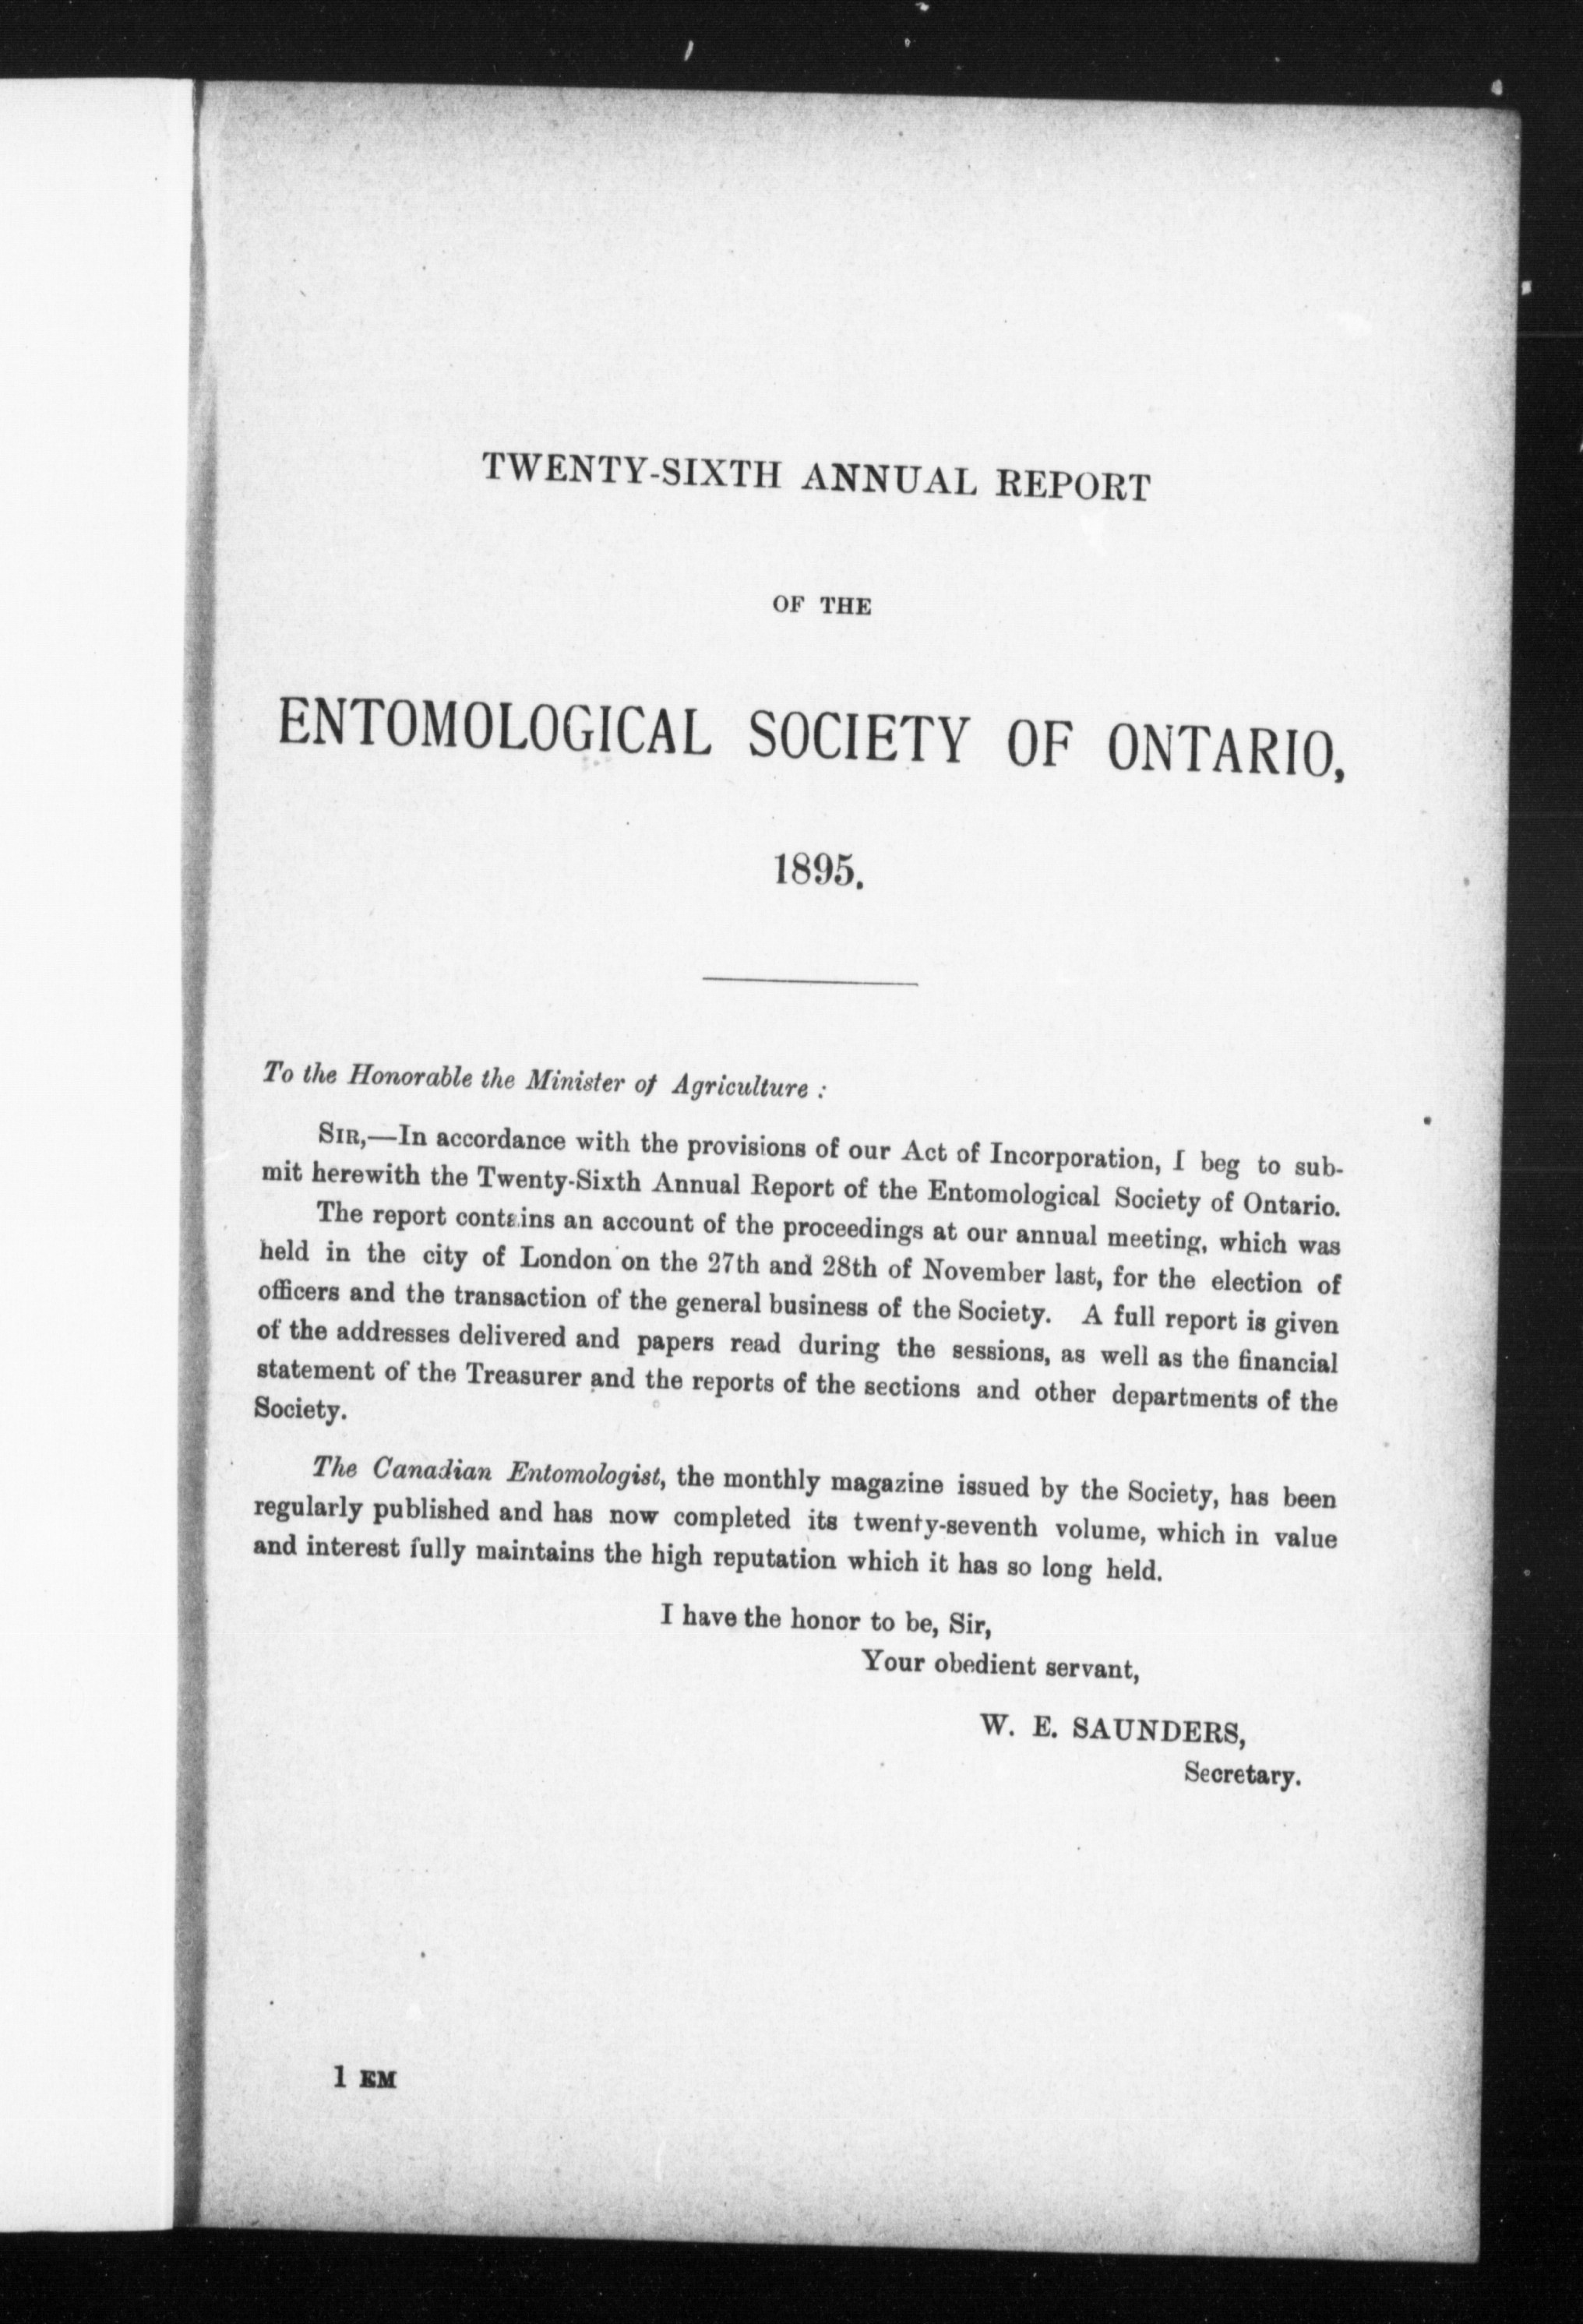 TWENTY-SIXTH ANNUAL REPORT
OF THE
ENTOMOLOGICAL SOCIETY OF ONTARIO,
1895.
To the Honorable the Minister of Agriculture :
SIR,—In accordance with the provisions of our Act of Incorporation, I beg to sub-
mit herewith the Twenty-Sixth Annual Report of the Entomological Society of Ontario.
The report contains an account of the proceedings at our annual meeting, which was
held in the city of London on the 27th and 28th of November last, for the election of
officers and the transaction of the general business of the Society. A full report is given
of the addresses delivered and papers read during the sessions, as well as the financial
statement of the Treasurer and the reports of the sections and other departments of the
Society.
The Canadian Entomologist, the monthly magazine issued by the Society, has been
regularly published and has now completed its twenty-seventh volume, which in value
and interest fully maintains the high reputation which it has so long held.
I have the honor to be, Sir,
Your obedient servant,
W. E. SAUNDERS,
Secretary.
1 EM